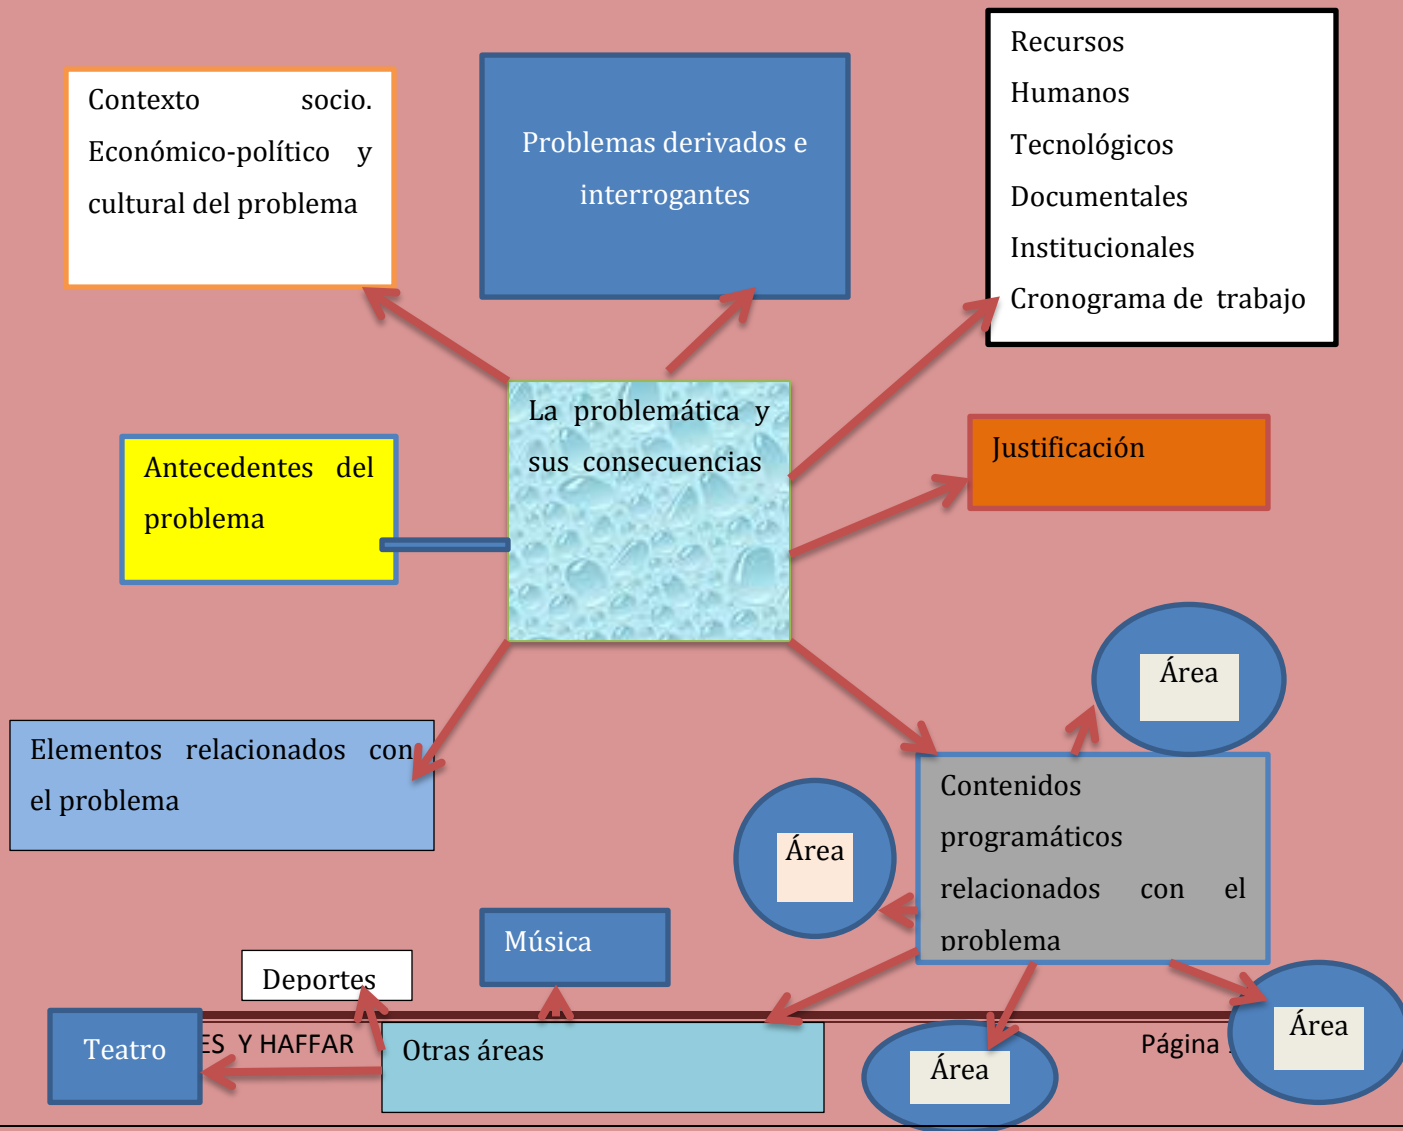 Contexto socio.
Económico-político y
cultural del problema
Problemas derivados e
interrogantes
Recursos
Humanos
Tecnológicos
Documentales
Institucionales
Cronograma de trabajo
La problemática y
sus consecuencias
Antecedentes del
problema
Justificación
Elementos relacionados con
el problema
Área
Contenidos
programáticos
relacionados con el
problema
Área
Música
Deportes
Teatro
ES Y HAFFAR
Otras áreas
Área
Página
Área